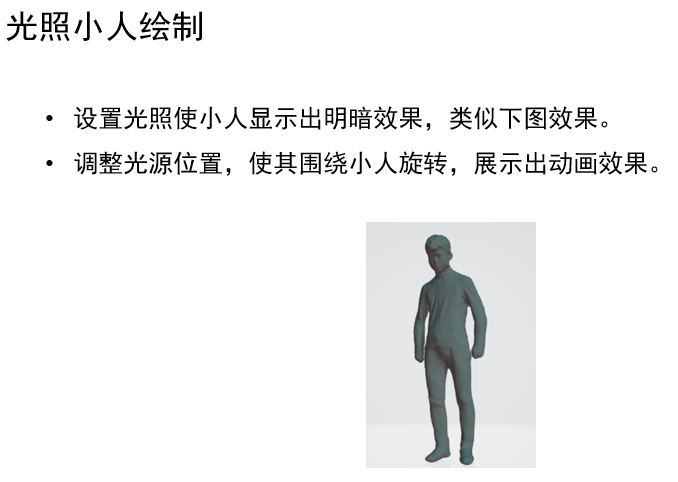 光照小人绘制
• 设置光照使小人显示出明暗效果，类似下图效果。
• 调整光源位置，使其围绕小人旋转，展示出动画效果。